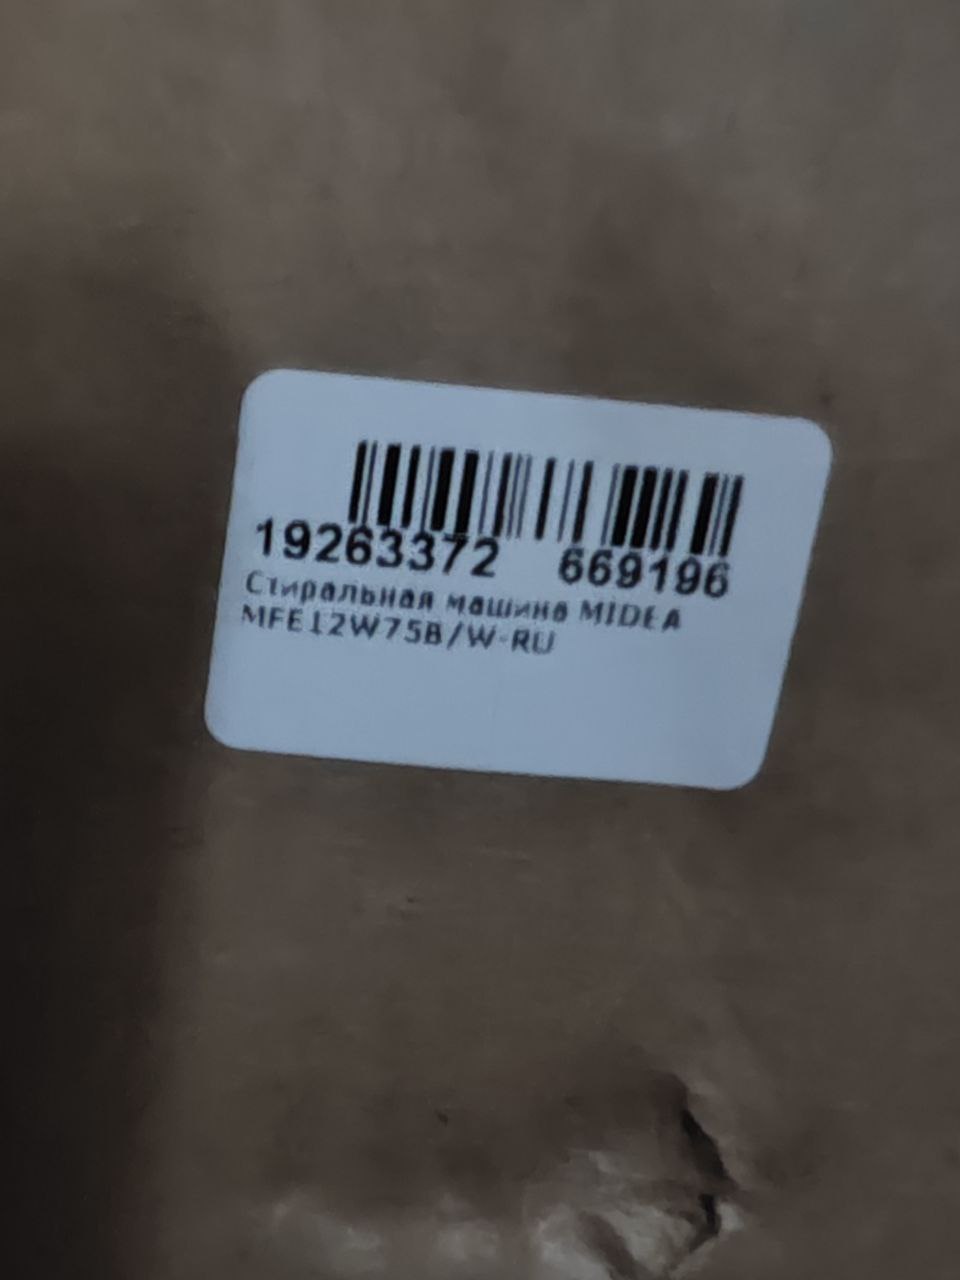 19263372 669196
Стиральная машина MIDEA
MFE12W75B/W-RU